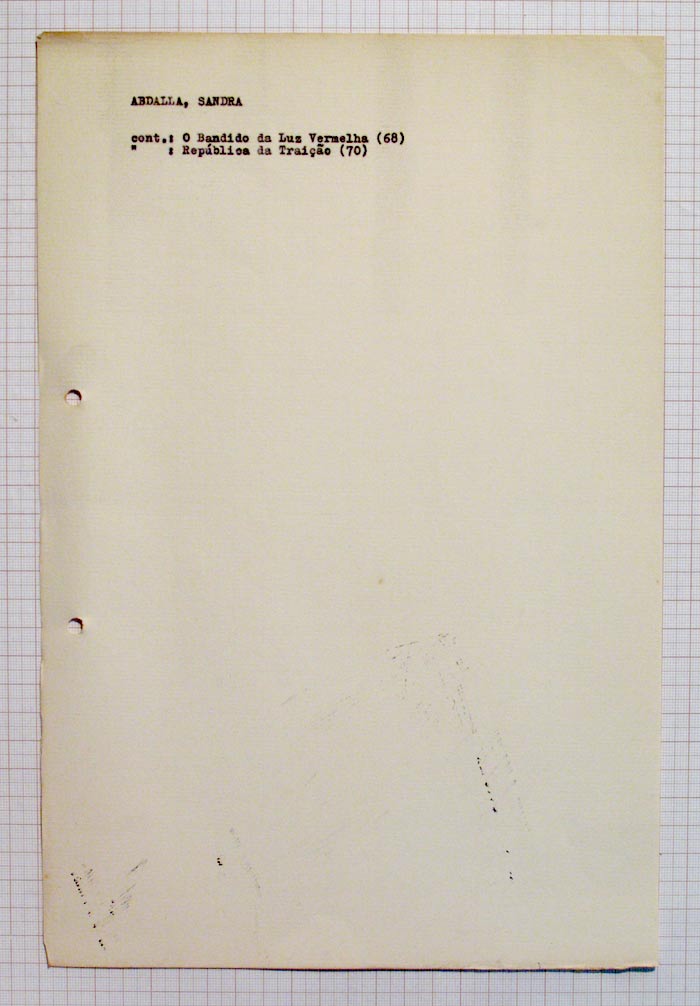 ABDALLA, SANDRA
cont.: O Bandido da Luz Vermelha (68)
"    : República da Traição (70)